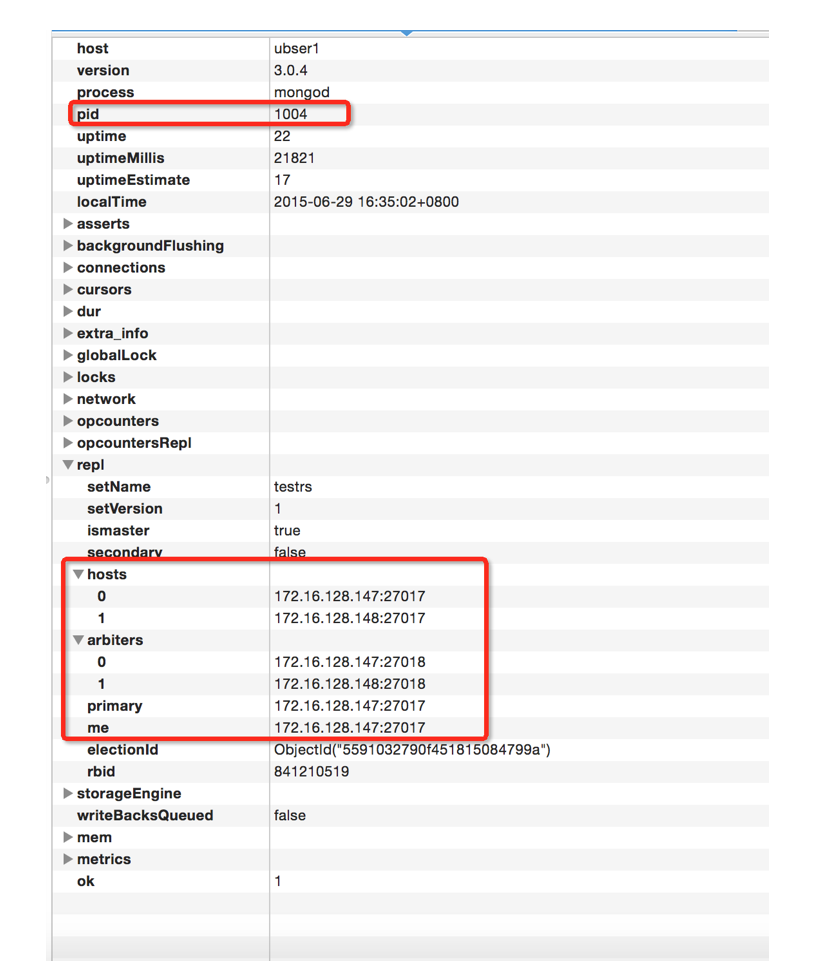 host ubser1
version 3.0.4
process mongod
pid 1004
uptime 22
uptimeMillis 21821
uptimeEstimate 17
localTime 2015-06-29 16:35:02+0800
asserts
backgroundFlushing
connections
cursors
dur
extra_info
globalLock
locks
network
opcounters
opcountersRepl
repl
setName testrs
setVersion 1
ismaster true
secondary false
hosts
0 172.16.128.147:27017
1 172.16.128.148:27017
arbiters
0 172.16.128.147:27018
1 172.16.128.148:27018
primary 172.16.128.147:27017
me 172.16.128.147:27017
electionId ObjectId("5591032790f451815084799a")
rbid 841210519
storageEngine
writeBacksQueued false
mem
metrics
ok 1